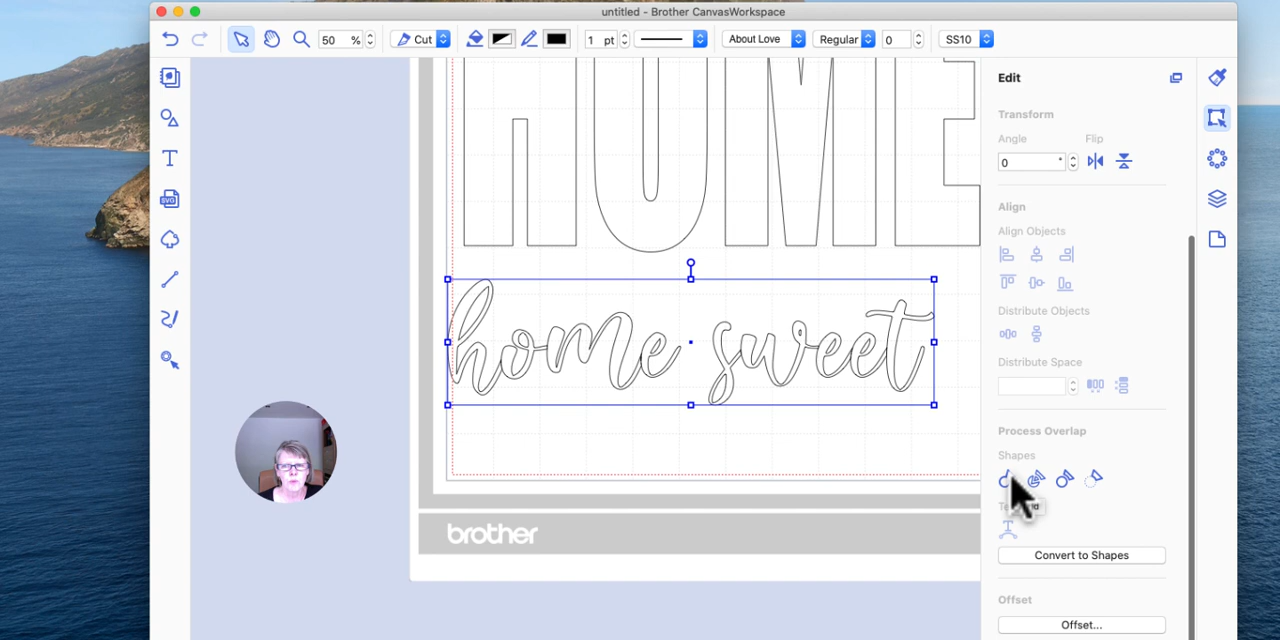 untitled - Brother CanvasWorkspace
50 % Cut 1 pt About Love Regular 0 SS10
Edit
Transform
Angle Flip
0 °
Align
Align Objects
Distribute Objects
Distribute Space
Process Overlap
Shapes
Convert to Shapes
Offset
Offset...
T
SVG
HOME
home sweet
brother